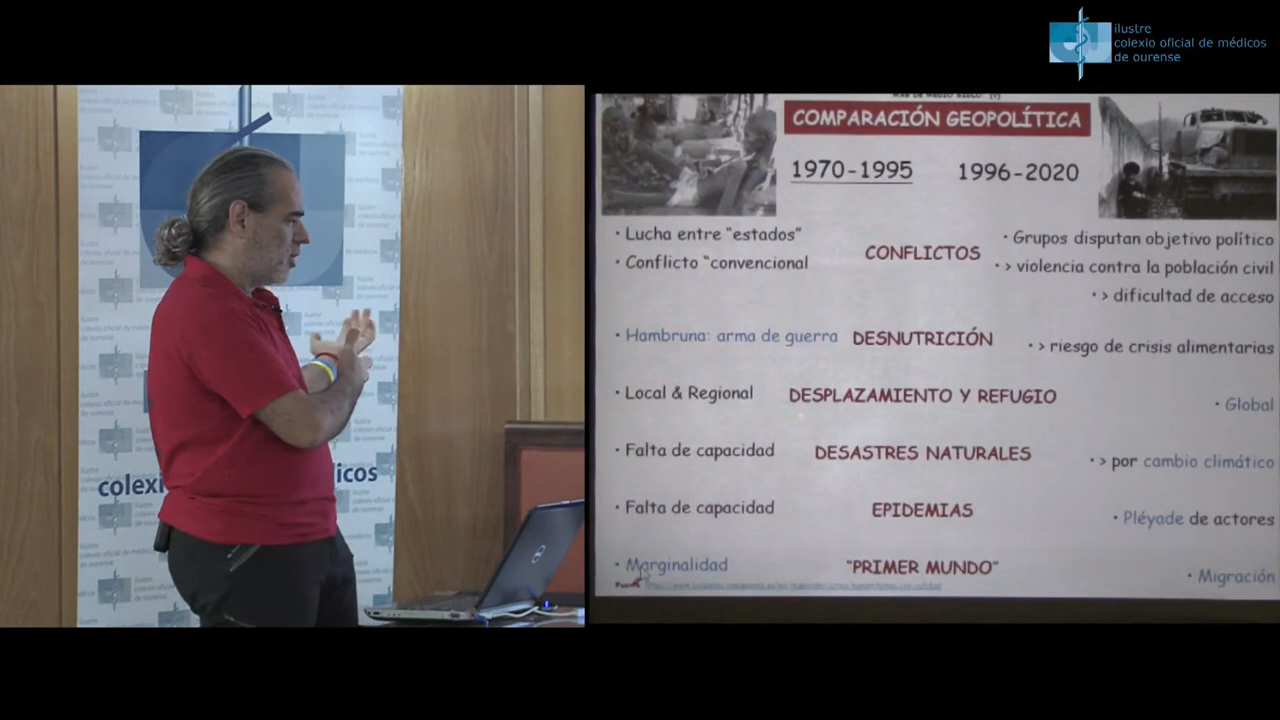 ilustre
colexio oficial de médicos
de ourense
COMPARACIÓN GEOPOLÍTICA
1970-1995 1996-2020
• Lucha entre “estados”
• Conflicto “convencional
CONFLICTOS
• Grupos disputan objetivo político
• > violencia contra la población civil
• > dificultad de acceso
• Hambruna: arma de guerra DESNUTRICIÓN • > riesgo de crisis alimentarias
• Local & Regional DESPLAZAMIENTO Y REFUGIO • Global
• Falta de capacidad DESASTRES NATURALES • > por cambio climático
• Falta de capacidad EPIDEMIAS • Pléyade de actores
• Marginalidad “PRIMER MUNDO” • Migración